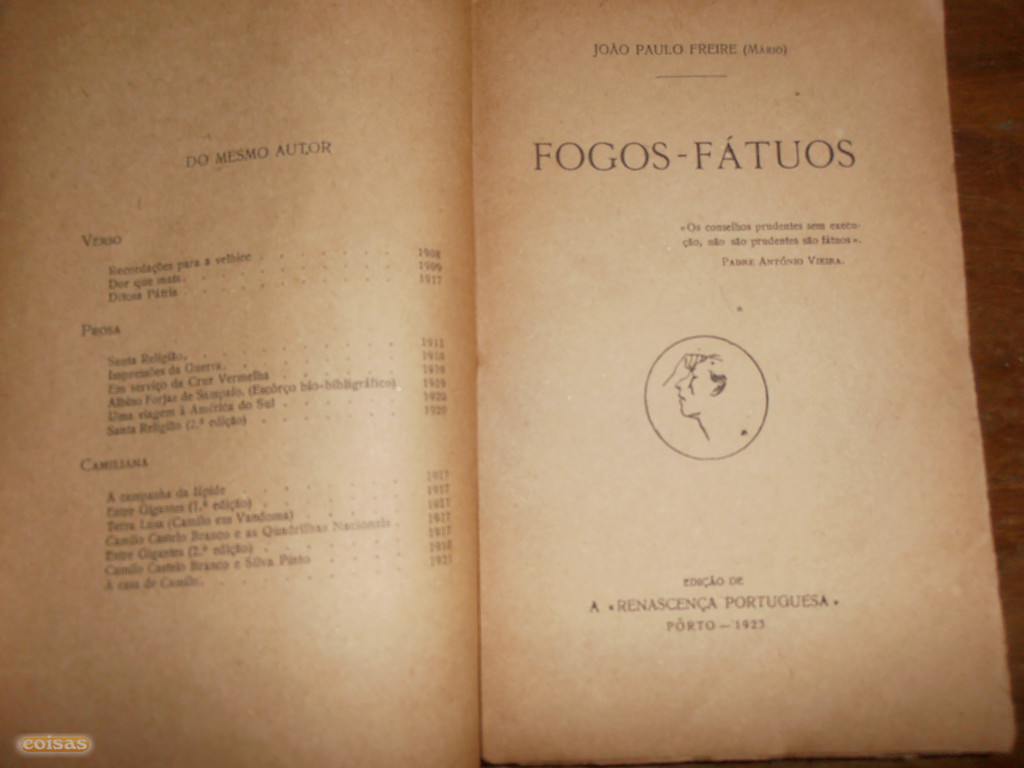 DO MESMO AUTOR
VERSO
Recordações para a velhice . . . . . . 1908
Dor que mata. . . . . . . . . . 1909
Ditosa Pátria . . . . . . . . . . 1917
PROSA
Santa Religião. . . . . . . . . .
Impressões da Guerra. . . . . . . .
Em serviço da Cruz Vermelha . . . . .
Albino Forjaz de Sampaio. (Escôrço bio-bibligráfico) .
Uma viagem à América do Sul . . . . . 1920
Santa Religião (2.ª edição) . . . . . . 1920
CAMILIANA
A campanha da lápide . . . . . . . 1917
Entre Gigantes (1.ª edição) . . . . . . 1917
Terra Lusa (Camilo em Vandoma) . . . . 1917
Camilo Castelo Branco e as Quadrilhas Nacionais . 1917
Entre Gigantes (2.ª edição) . . . . . . 1917
Camilo Castelo Branco e Silva Pinto . . . . 1918
A casa de Camilo. . . . . . . . .
JOÃO PAULO FREIRE (MÁRIO)
FOGOS-FÁTUOS
«Os conselhos prudentes sem execu-
ção, não são prudentes são fátuos».
PADRE ANTÓNIO VIEIRA.
EDIÇÃO DE
A «RENASCENÇA PORTUGUESA»
PÔRTO — 1923
coisas